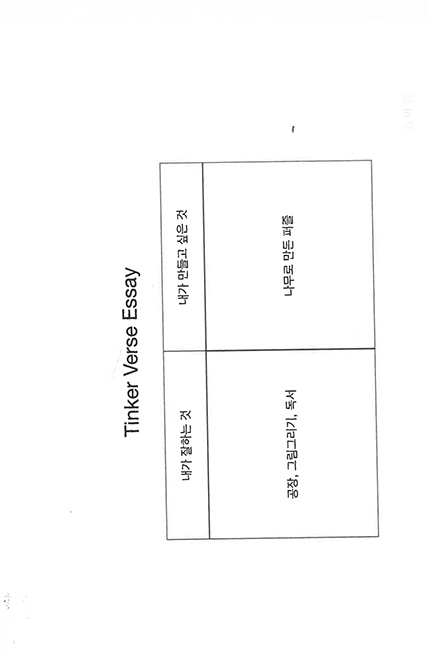 Tinker Verse Essay
내가 잘하는 것
내가 만들고 싶은 것
공장, 그림그리기, 독서
나무로 만든 퍼즐